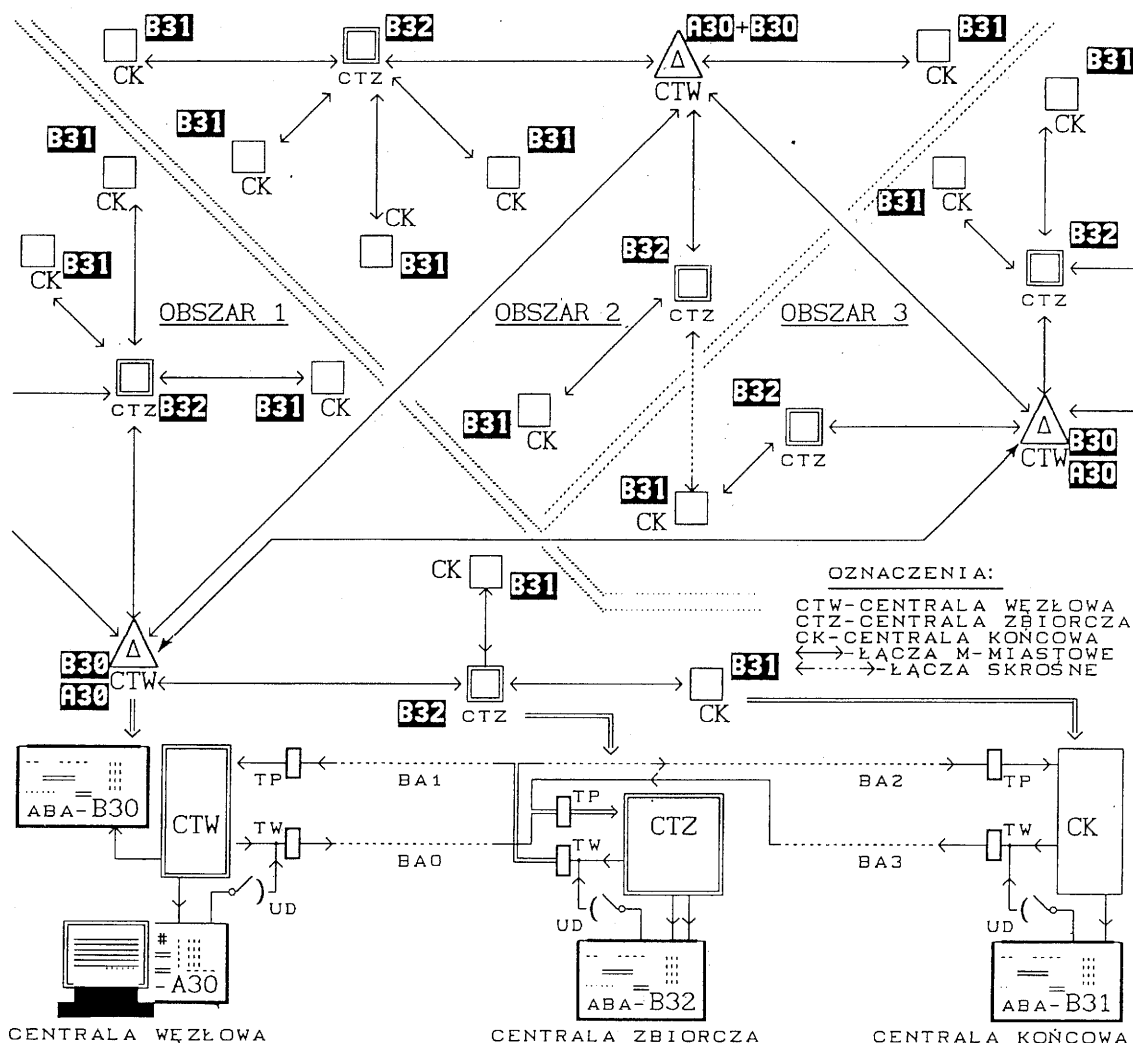 B31 B32 A30+B30 B31
CK CTZ CTW CK B31
B31 CK
B31 B31
CK CK CK
B31
CK CK B31 CK
B31 B31 B32 B32
CK
OBSZAR 1 OBSZAR 2 OBSZAR 3
CTZ CTZ
B32
CTZ B32 B31 CK B31 CTZ B30
CK CTW
B31 A30
CK
CK B31
OZNACZENIA:
CTW-CENTRALA WĘZŁOWA
CTZ-CENTRALA ZBIORCZA
CK-CENTRALA KOŃCOWA
-ŁĄCZA M-MIASTOWE
-ŁĄCZA SKROŚNE
B30
A30 CTW
B32 CTZ
B31
CK
ABA-B30
CTW
TP BA1 BA2 TP
TP
CTZ
CK
TW BA0 TW BA3 TW
UD UD UD
#
-A30
ABA-B32
ABA-B31
CENTRALA WĘZŁOWA CENTRALA ZBIORCZA CENTRALA KOŃCOWA